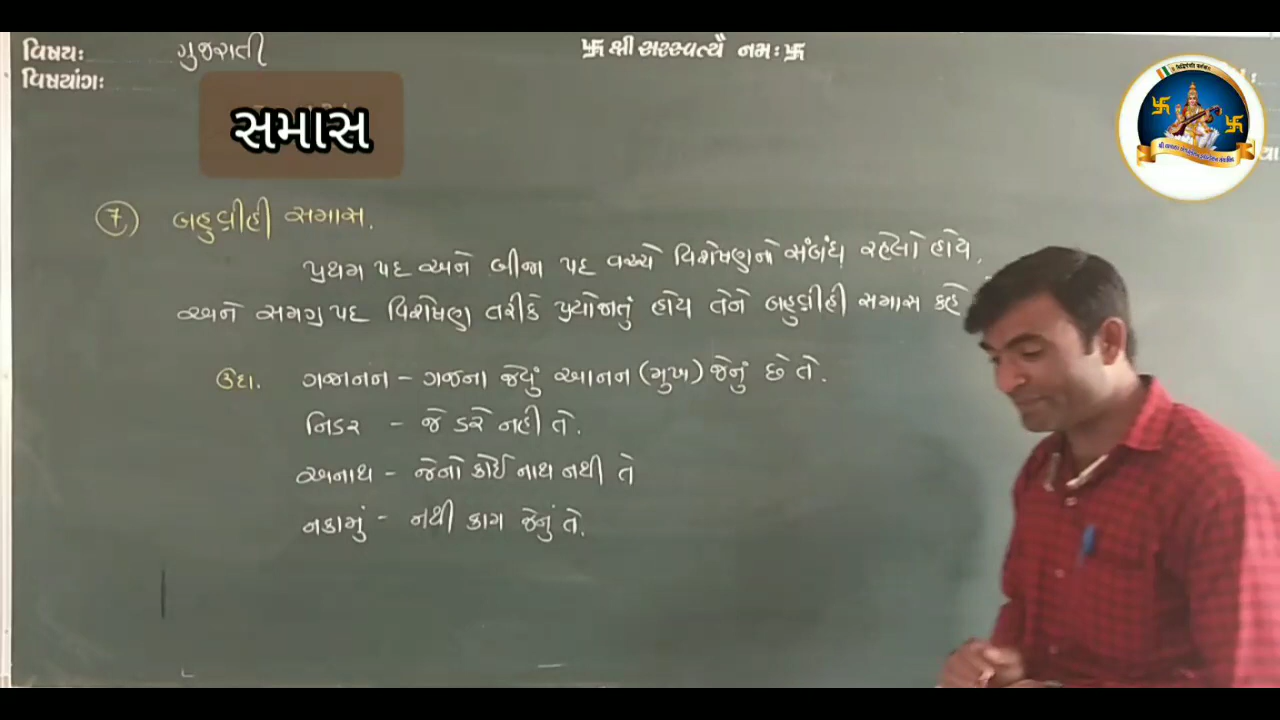 વિષય: ગુજરાતી
卐 શ્રી સરસ્વત્યૈ નમઃ 卐
વિષયાંગ:
સમાસ
૭) બહુવ્રીહી સમાસ.
પ્રથમ પદ અને બીજા પદ વચ્ચે વિશેષણનો સંબંધ રહેલો હોય,
અને સમગ્ર પદ વિશેષણ તરીકે પ્રયોજાતું હોય તેને બહુવ્રીહી સમાસ કહે
ઉદા. ગજાનન - ગજના જેવું આનન (મુખ) જેનું છે તે.
નિડર - જે ડરે નહી તે.
અનાથ - જેનો કોઈ નાથ નથી તે
નકામું - નથી કામ જેનું તે.